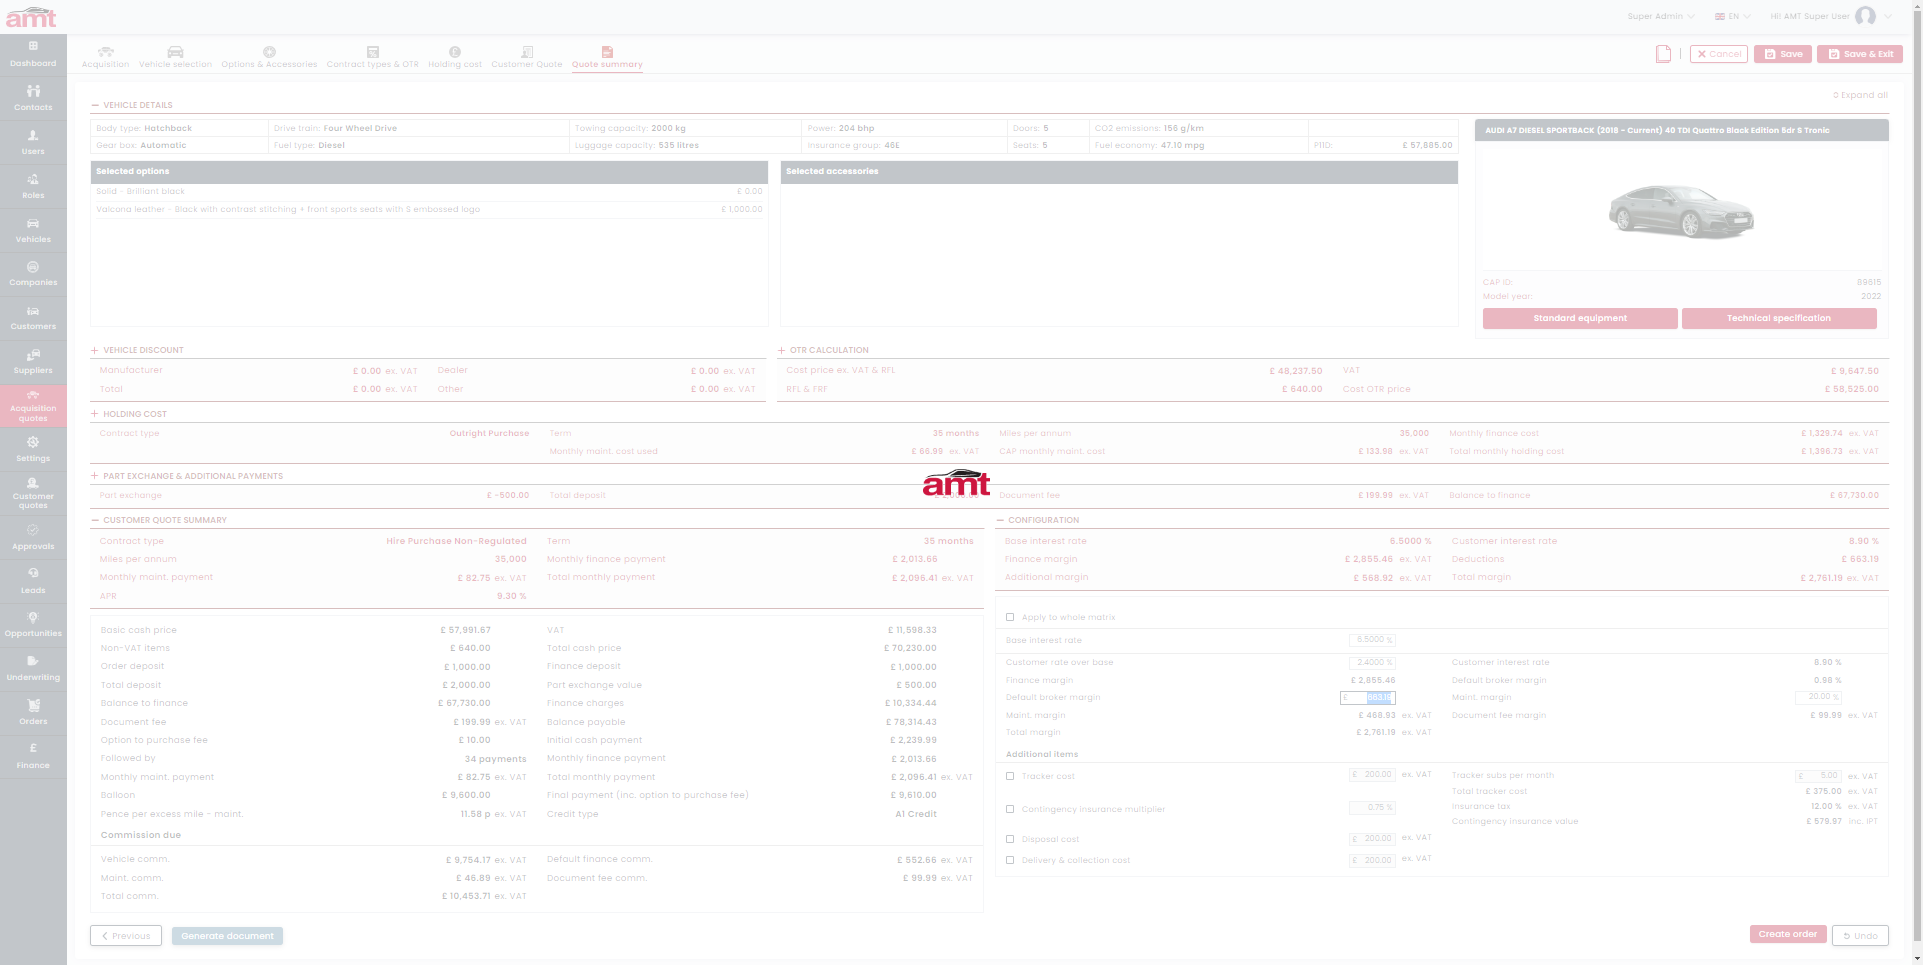 amt
Super Admin
EN
Hi! AMT Super User
Dashboard
Contacts
Users
Roles
Vehicles
Companies
Customers
Suppliers
Acquisition quotes
Settings
Customer quotes
Approvals
Leads
Opportunities
Underwriting
Orders
Finance
Acquisition Vehicle selection Options & Accessories Contract types & OTR Holding cost Customer Quote Quote summary
Cancel Save Save & Exit
Expand all
VEHICLE DETAILS
Body type: Hatchback Drive train: Four Wheel Drive Towing capacity: 2000 kg Power: 204 bhp Doors: 5 CO2 emissions: 156 g/km
Gear box: Automatic Fuel type: Diesel Luggage capacity: 535 litres Insurance group: 46E Seats: 5 Fuel economy: 47.10 mpg P11D: £ 57,885.00
AUDI A7 DIESEL SPORTBACK (2018 - Current) 40 TDI Quattro Black Edition 5dr S Tronic
Selected options
Solid - Brilliant black £ 0.00
Valcona leather - Black with contrast stitching + front sports seats with S embossed logo £ 1,000.00
Selected accessories
CAP ID: 89615
Model year: 2022
Standard equipment Technical specification
VEHICLE DISCOUNT
Manufacturer £ 0.00 ex. VAT Dealer £ 0.00 ex. VAT
Total £ 0.00 ex. VAT Other £ 0.00 ex. VAT
OTR CALCULATION
Cost price ex. VAT & RFL £ 48,237.50 VAT £ 9,647.50
RFL & FRF £ 640.00 Cost OTR price £ 58,525.00
HOLDING COST
Contract type Outright Purchase Term 35 months Miles per annum 35,000 Monthly finance cost £ 1,329.74 ex. VAT
Monthly maint. cost used £ 66.99 ex. VAT CAP monthly maint. cost £ 133.98 ex. VAT Total monthly holding cost £ 1,396.73 ex. VAT
PART EXCHANGE & ADDITIONAL PAYMENTS
amt
Part exchange £ -500.00 Total deposit Document fee £ 199.99 ex. VAT Balance to finance £ 67,730.00
CUSTOMER QUOTE SUMMARY
Contract type Hire Purchase Non-Regulated Term 35 months
Miles per annum 35,000 Monthly finance payment £ 2,013.66
Monthly maint. payment £ 82.75 ex. VAT Total monthly payment £ 2,096.41 ex. VAT
APR 9.30 %
Basic cash price £ 57,991.67 VAT £ 11,598.33
Non-VAT items £ 640.00 Total cash price £ 70,230.00
Order deposit £ 1,000.00 Finance deposit £ 1,000.00
Total deposit £ 2,000.00 Part exchange value £ 500.00
Balance to finance £ 67,730.00 Finance charges £ 10,334.44
Document fee £ 199.99 ex. VAT Balance payable £ 78,314.43
Option to purchase fee £ 10.00 Initial cash payment £ 2,239.99
Followed by 34 payments Monthly finance payment £ 2,013.66
Monthly maint. payment £ 82.75 ex. VAT Total monthly payment £ 2,096.41 ex. VAT
Balloon £ 9,600.00 Final payment (inc. option to purchase fee) £ 9,610.00
Pence per excess mile - maint. 11.58 p ex. VAT Credit type A1 Credit
Commission due
Vehicle comm. £ 9,754.17 ex. VAT Default finance comm. £ 552.66 ex. VAT
Maint. comm. £ 46.89 ex. VAT Document fee comm. £ 99.99 ex. VAT
Total comm. £ 10,453.71 ex. VAT
CONFIGURATION
Base interest rate 6.5000 % Customer interest rate 8.90 %
Finance margin £ 2,855.46 ex. VAT Deductions £ 663.19
Additional margin £ 568.92 ex. VAT Total margin £ 2,761.19 ex. VAT
Apply to whole matrix
Base interest rate 6.5000 %
Customer rate over base 2.4000 % Customer interest rate 8.90 %
Finance margin £ 2,855.46 Default broker margin 0.98 %
Default broker margin £ 663.19 Maint. margin 20.00 %
Maint. margin £ 468.93 ex. VAT Document fee margin £ 99.99 ex. VAT
Total margin £ 2,761.19 ex. VAT
Additional items
Tracker cost £ 200.00 ex. VAT Tracker subs per month £ 5.00 ex. VAT
Total tracker cost £ 375.00 ex. VAT
Contingency insurance multiplier 0.75 % Insurance tax 12.00 % ex. VAT
Contingency insurance value £ 579.97 inc. IPT
Disposal cost £ 200.00 ex. VAT
Delivery & collection cost £ 200.00 ex. VAT
Previous Generate document Create order Undo